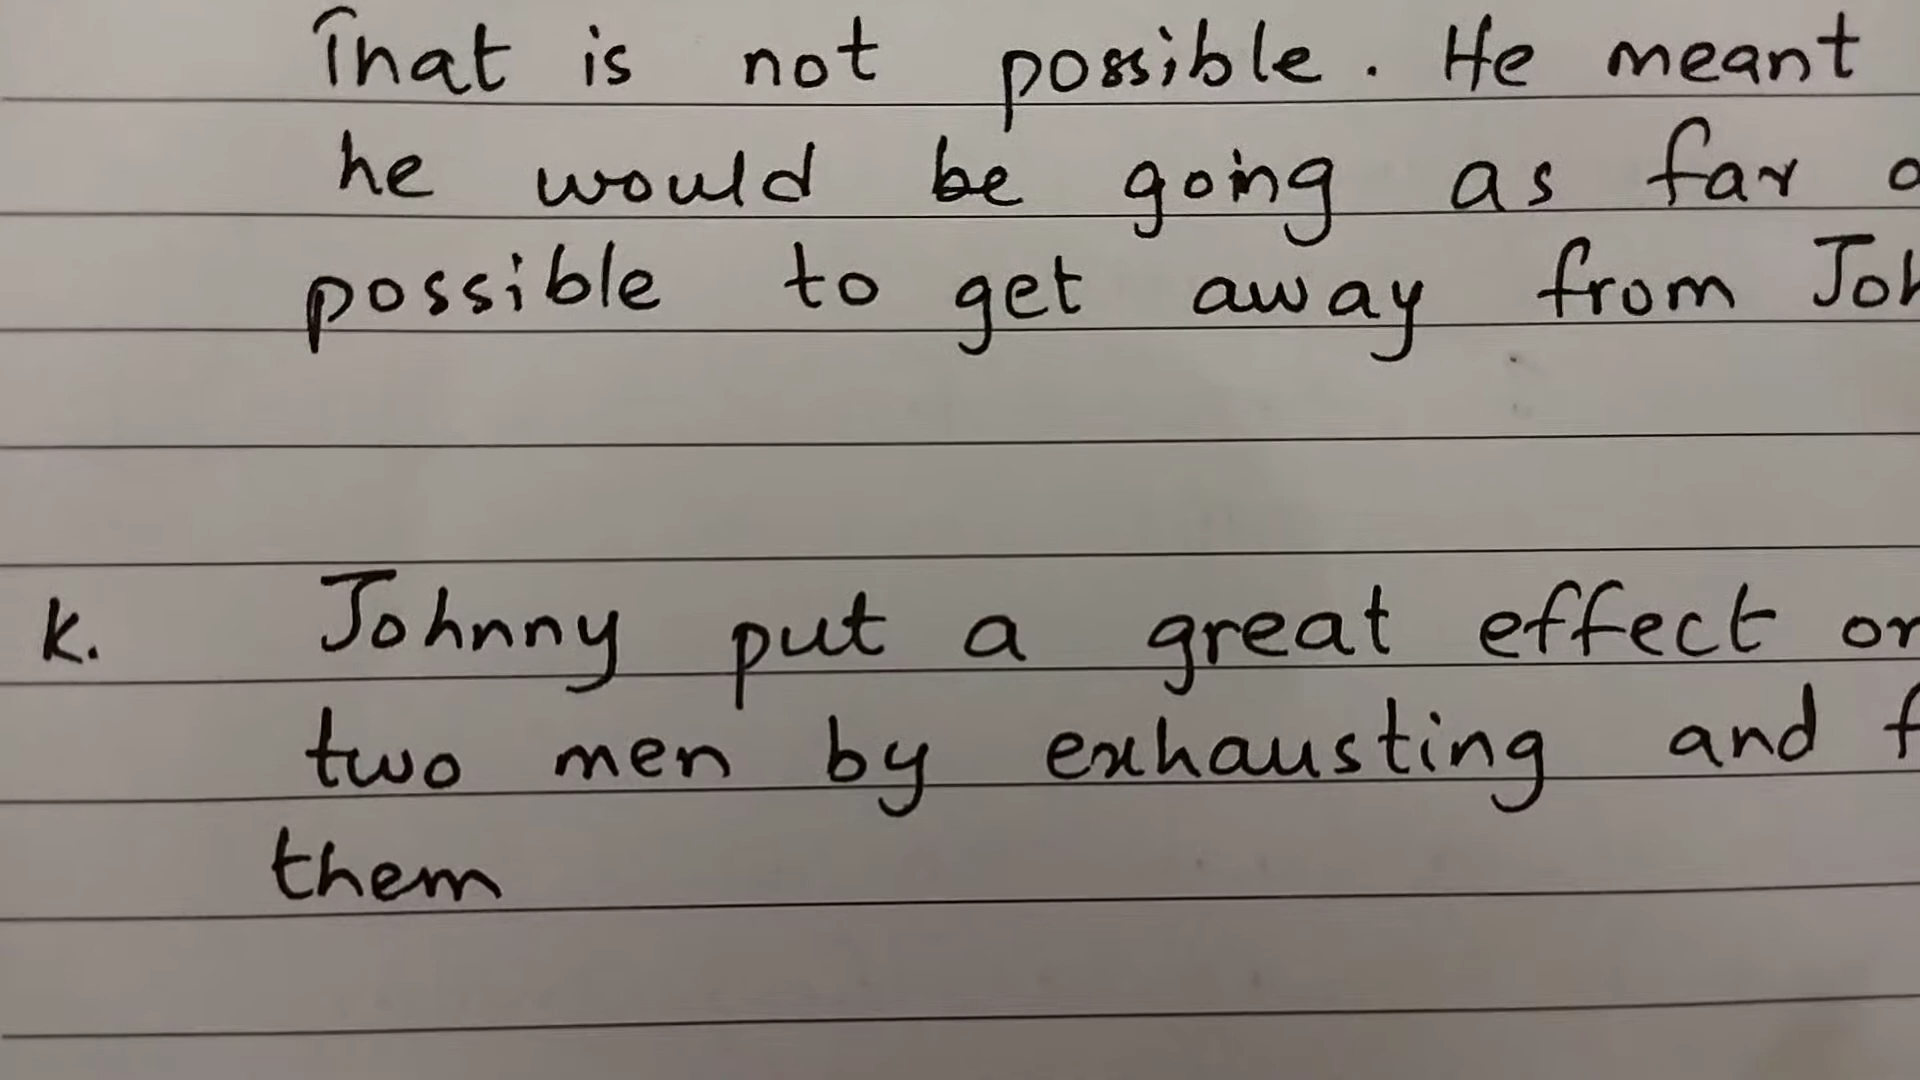 That is not possible. He meant
he would be going as far
possible to get away from
k. Johnny put a great effect
two men by exhausting and
them